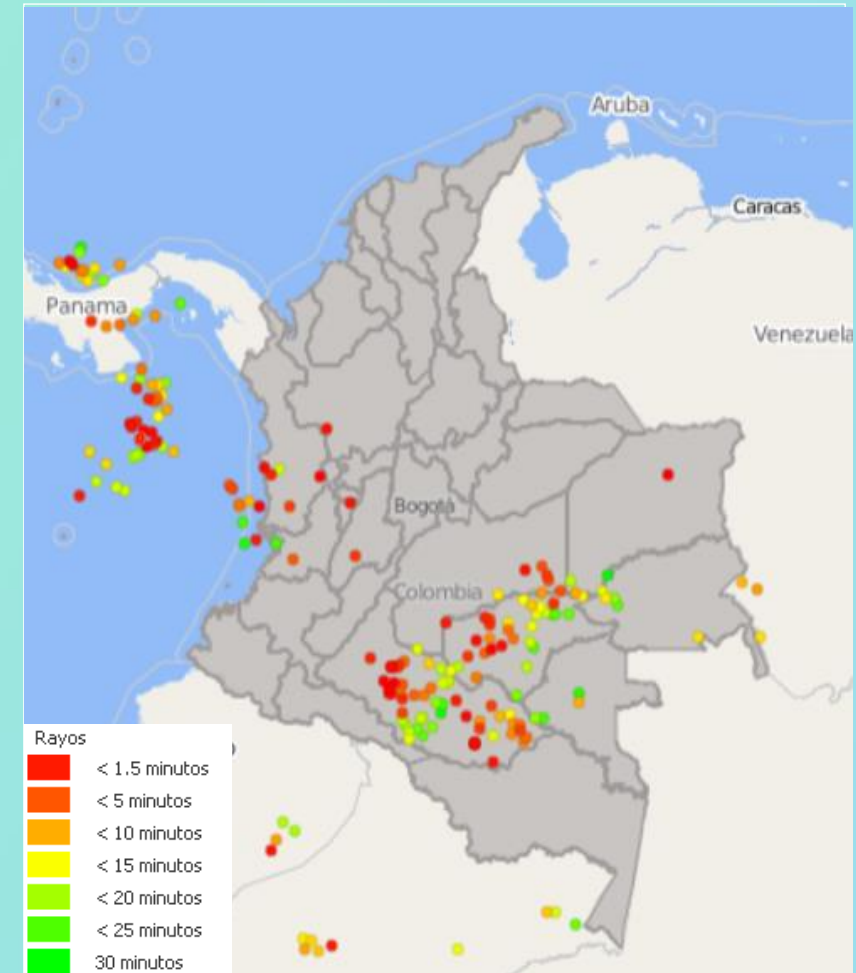 Aruba
Caracas
Panama
Venezuela
Bogotá
Colombia
Rayos
< 1.5 minutos
< 5 minutos
< 10 minutos
< 15 minutos
< 20 minutos
< 25 minutos
30 minutos